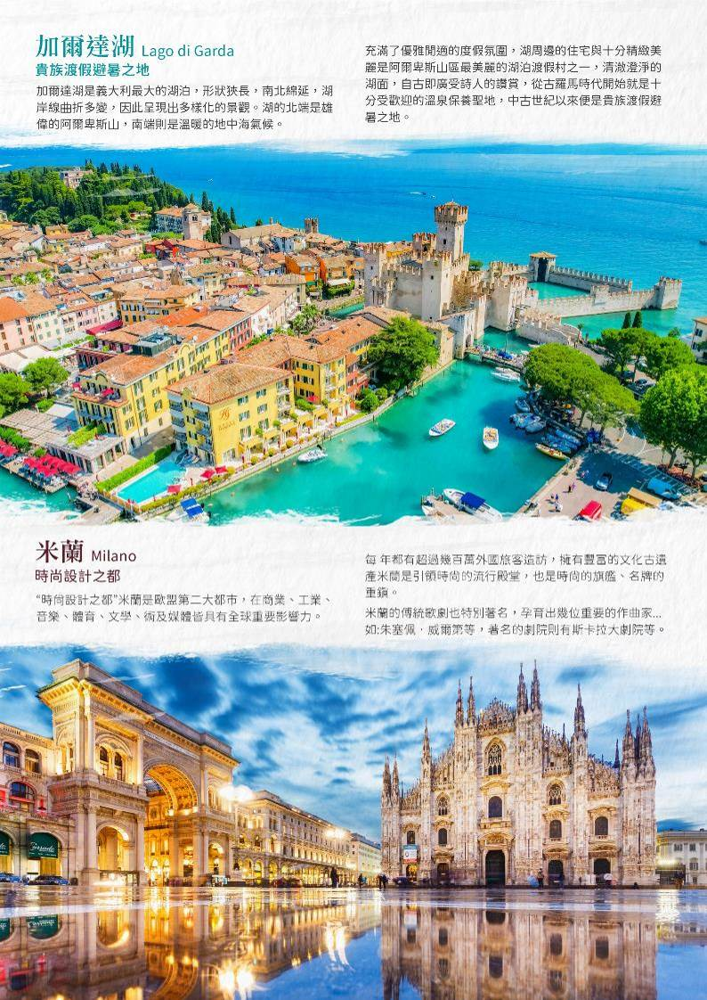 加爾達湖 Lago di Garda
貴族渡假避暑之地
加爾達湖是義大利最大的湖泊，形狀狹長，南北綿延，湖
岸線曲折多變，因此呈現出多樣化的景觀。湖的北端是雄
偉的阿爾卑斯山，南端則是溫暖的地中海氣候。
充滿了優雅閒適的度假氛圍，湖周邊的住宅與十分精緻美
麗是阿爾卑斯山區最美麗的湖泊渡假村之一，清澈澄淨的
湖面，自古即廣受詩人的讚賞，從古羅馬時代開始就是十
分受歡迎的溫泉保養聖地，中古世紀以來便是貴族渡假避
暑之地。
米蘭 Milano
時尚設計之都
“時尚設計之都”米蘭是歐盟第二大都市，在商業、工業、
音樂、體育、文學、術及媒體皆具有全球重要影響力。
每 年都有超過幾百萬外國旅客造訪，擁有豐富的文化古遺
產米蘭是引領時尚的流行殿堂，也是時尚的旗艦、名牌的
重鎮。
米蘭的傳統歌劇也特別著名，孕育出幾位重要的作曲家...
如:朱塞佩．威爾第等，著名的劇院則有斯卡拉大劇院等。